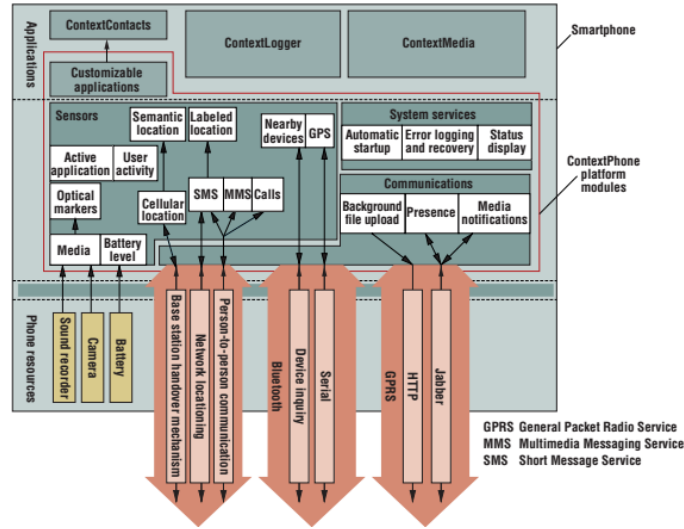 Applications
ContextContacts
Customizable
applications
ContextLogger
ContextMedia
Smartphone
Sensors
Semantic
location
Labeled
location
Nearby
devices
GPS
Active
application
User
activity
Optical
markers
Cellular
location
SMS
MMS
Calls
Media
Battery
level
System services
Automatic
startup
Error logging
and recovery
Status
display
Communications
Background
file upload
Presence
Media
notifications
ContextPhone
platform
modules
Phone resources
Sound recorder
Camera
Battery
Base station handover mechanism
Network locationing
Person-to-person communication
Bluetooth
Device inquiry
Serial
GPRS
HTTP
Jabber
GPRS General Packet Radio Service
MMS Multimedia Messaging Service
SMS Short Message Service